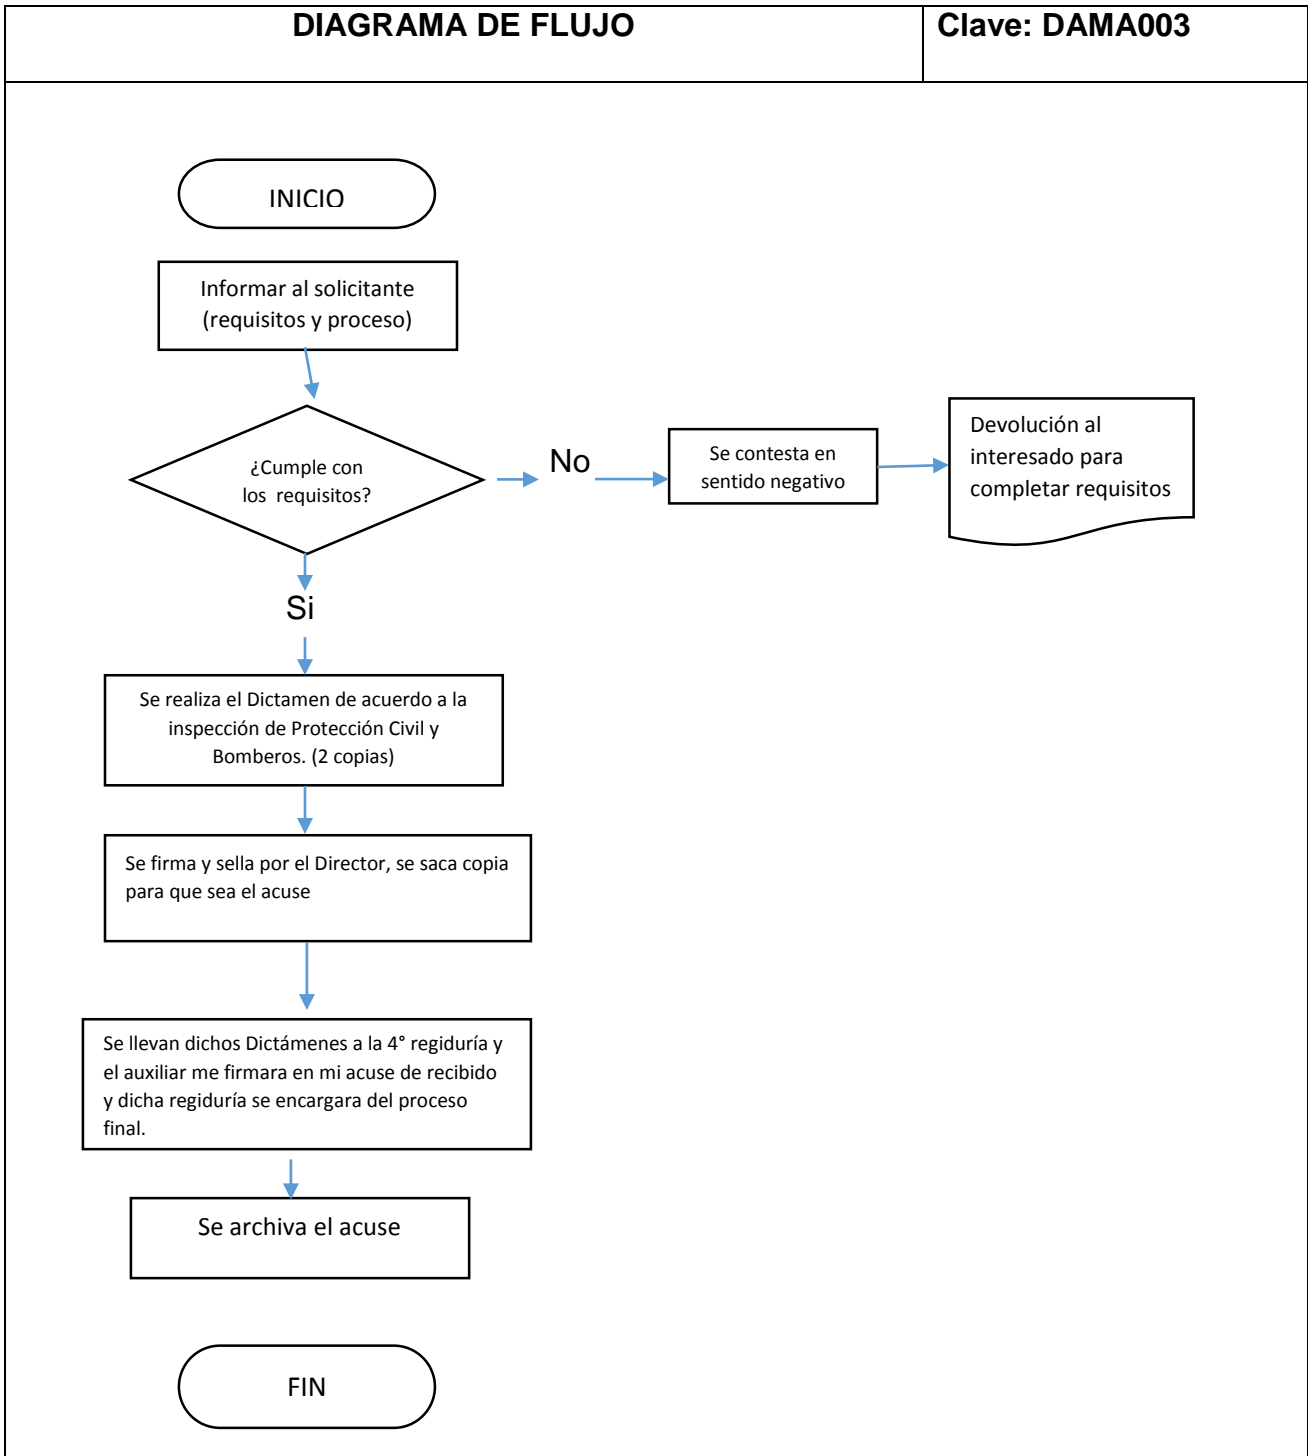 DIAGRAMA DE FLUJO
Clave: DAMA003
INICIO
Informar al solicitante
(requisitos y proceso)
¿Cumple con
los requisitos?
No
Se contesta en
sentido negativo
Devolución al
interesado para
completar requisitos
Si
Se realiza el Dictamen de acuerdo a la
inspección de Protección Civil y
Bomberos. (2 copias)
Se firma y sella por el Director, se saca copia
para que sea el acuse
Se llevan dichos Dictámenes a la 4° regiduría y
el auxiliar me firmara en mi acuse de recibido
y dicha regiduría se encargara del proceso
final.
Se archiva el acuse
FIN